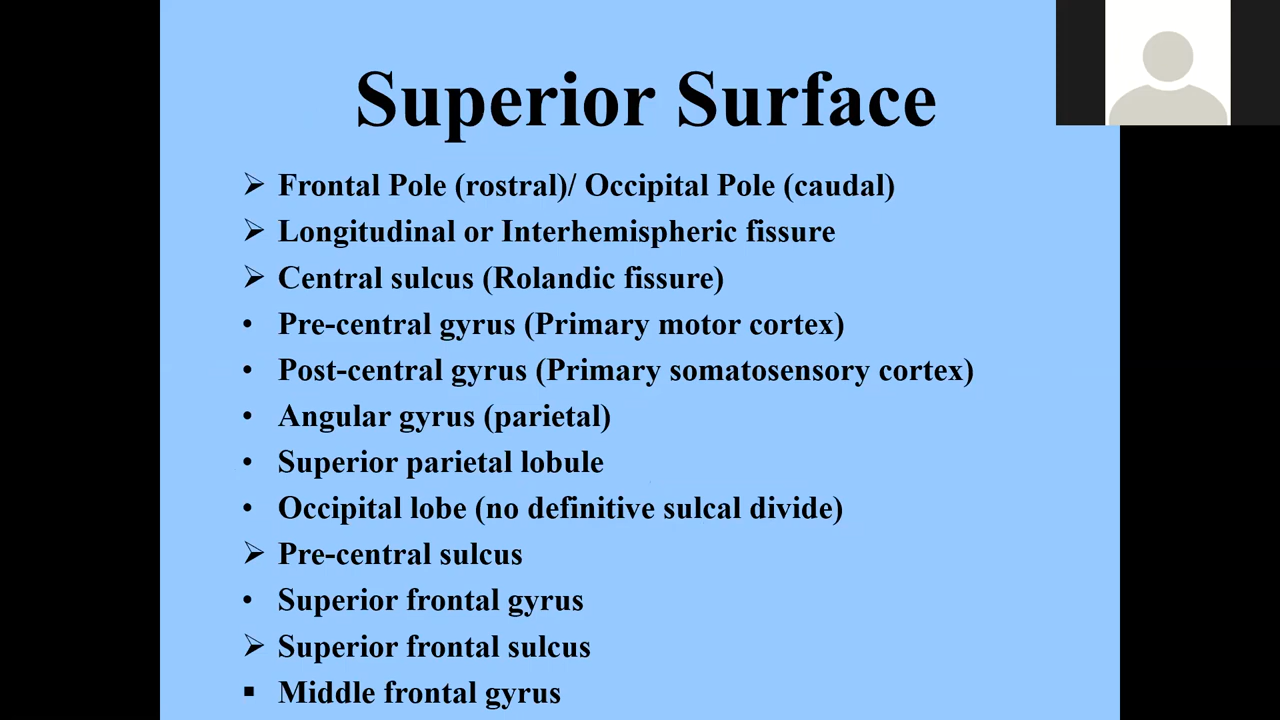 Superior Surface
➢ Frontal Pole (rostral)/ Occipital Pole (caudal)
➢ Longitudinal or Interhemispheric fissure
➢ Central sulcus (Rolandic fissure)
• Pre-central gyrus (Primary motor cortex)
• Post-central gyrus (Primary somatosensory cortex)
• Angular gyrus (parietal)
• Superior parietal lobule
• Occipital lobe (no definitive sulcal divide)
➢ Pre-central sulcus
• Superior frontal gyrus
➢ Superior frontal sulcus
▪ Middle frontal gyrus